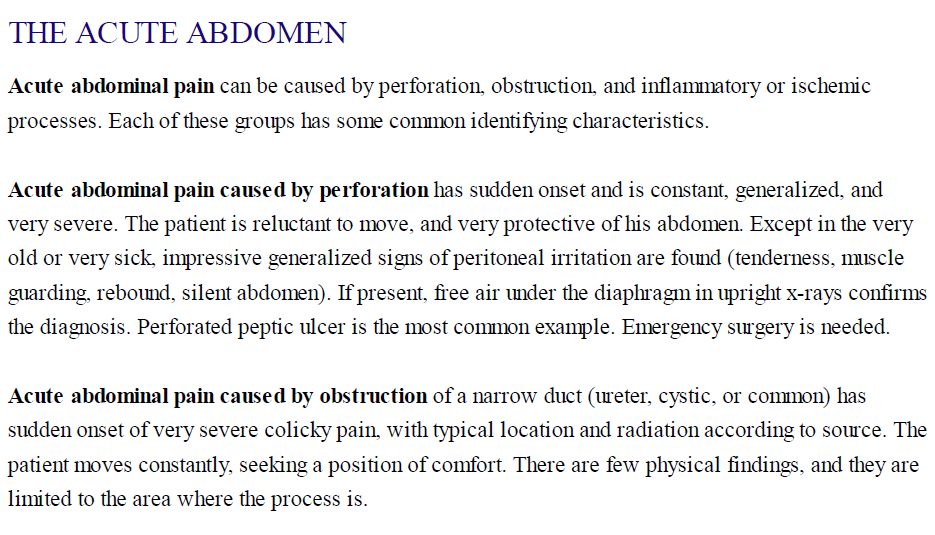 THE ACUTE ABDOMEN
Acute abdominal pain can be caused by perforation, obstruction, and inflammatory or ischemic
processes. Each of these groups has some common identifying characteristics.
Acute abdominal pain caused by perforation has sudden onset and is constant, generalized, and
very severe. The patient is reluctant to move, and very protective of his abdomen. Except in the very
old or very sick, impressive generalized signs of peritoneal irritation are found (tenderness, muscle
guarding, rebound, silent abdomen). If present, free air under the diaphragm in upright x-rays confirms
the diagnosis. Perforated peptic ulcer is the most common example. Emergency surgery is needed.
Acute abdominal pain caused by obstruction of a narrow duct (ureter, cystic, or common) has
sudden onset of very severe colicky pain, with typical location and radiation according to source. The
patient moves constantly, seeking a position of comfort. There are few physical findings, and they are
limited to the area where the process is.